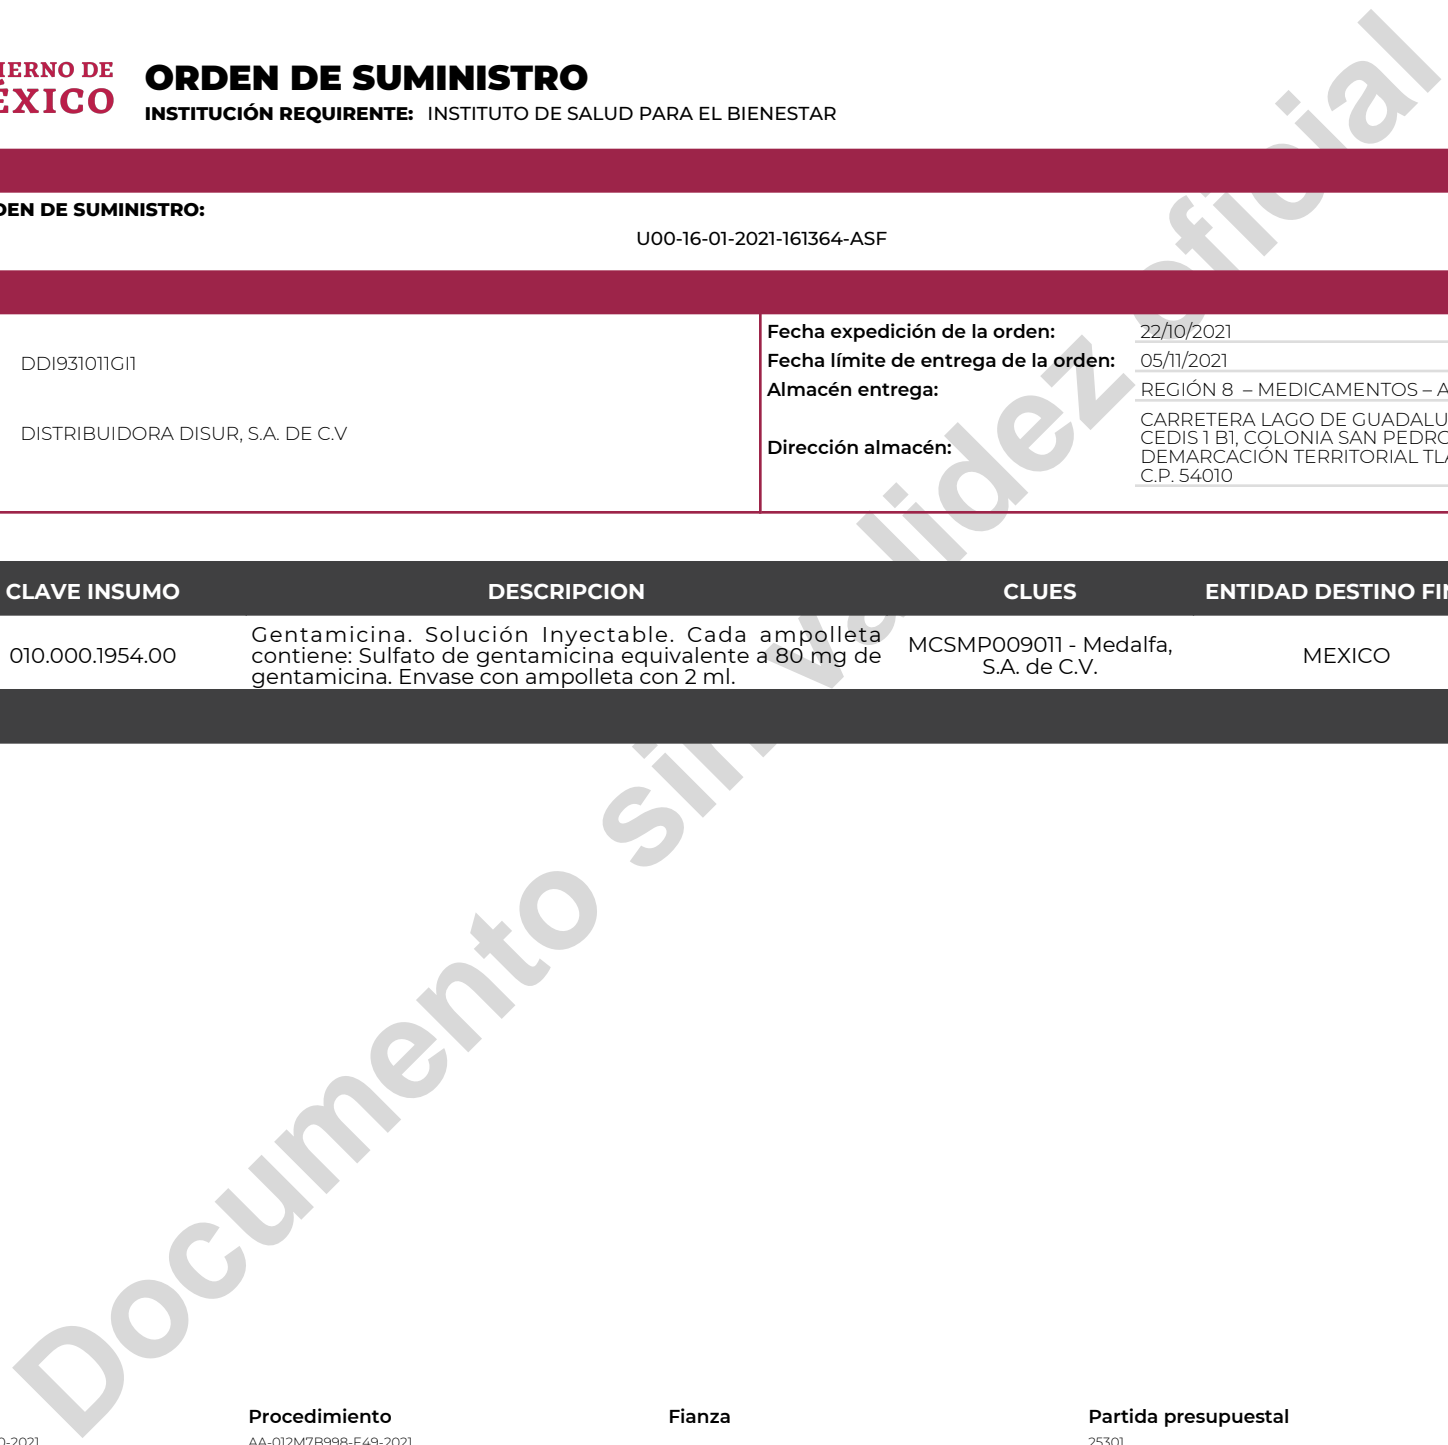 IERNO DE
ÉXICO
ORDEN DE SUMINISTRO
INSTITUCIÓN REQUIRENTE: INSTITUTO DE SALUD PARA EL BIENESTAR
DEN DE SUMINISTRO:
U00-16-01-2021-161364-ASF
DDI931011GI1
DISTRIBUIDORA DISUR, S.A. DE C.V
Fecha expedición de la orden: 22/10/2021
Fecha límite de entrega de la orden: 05/11/2021
Almacén entrega: REGIÓN 8 – MEDICAMENTOS – A
Dirección almacén: CARRETERA LAGO DE GUADALU
CEDIS 1 B1, COLONIA SAN PEDRO
DEMARCACIÓN TERRITORIAL TLA
C.P. 54010
CLAVE INSUMO DESCRIPCION CLUES ENTIDAD DESTINO FIN
010.000.1954.00
Gentamicina. Solución Inyectable. Cada ampolleta
contiene: Sulfato de gentamicina equivalente a 80 mg de
gentamicina. Envase con ampolleta con 2 ml.
MCSMP009011 - Medalfa,
S.A. de C.V.
MEXICO
Documento sin validez oficial
Procedimiento Fianza Partida presupuestal
0-2021 AA-012M7B998-E49-2021 25301